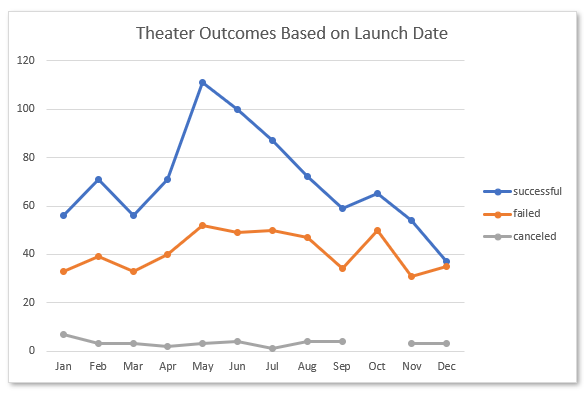 Theater Outcomes Based on Launch Date
120
100
80
60
40
20
0
Jan Feb Mar Apr May Jun Jul Aug Sep Oct Nov Dec
successful
failed
canceled